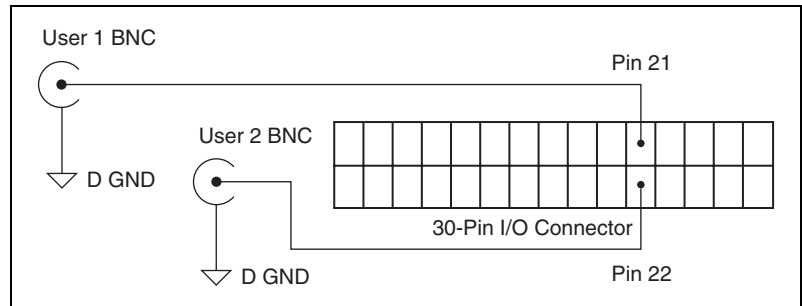 User 1 BNC
Pin 21
User 2 BNC
D GND
30-Pin I/O Connector
D GND
Pin 22